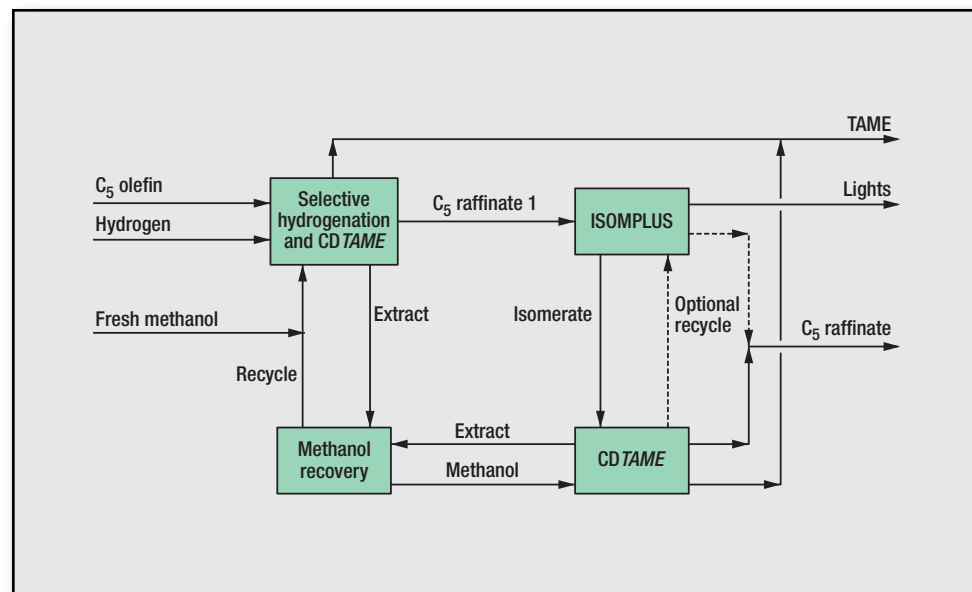 TAME
C5 olefin
Selective
hydrogenation
and CDTAME
C5 raffinate 1
ISOMPLUS
Lights
Hydrogen
Fresh methanol
Extract
Isomerate
Optional
recycle
C5 raffinate
Recycle
Methanol
recovery
Extract
Methanol
CDTAME